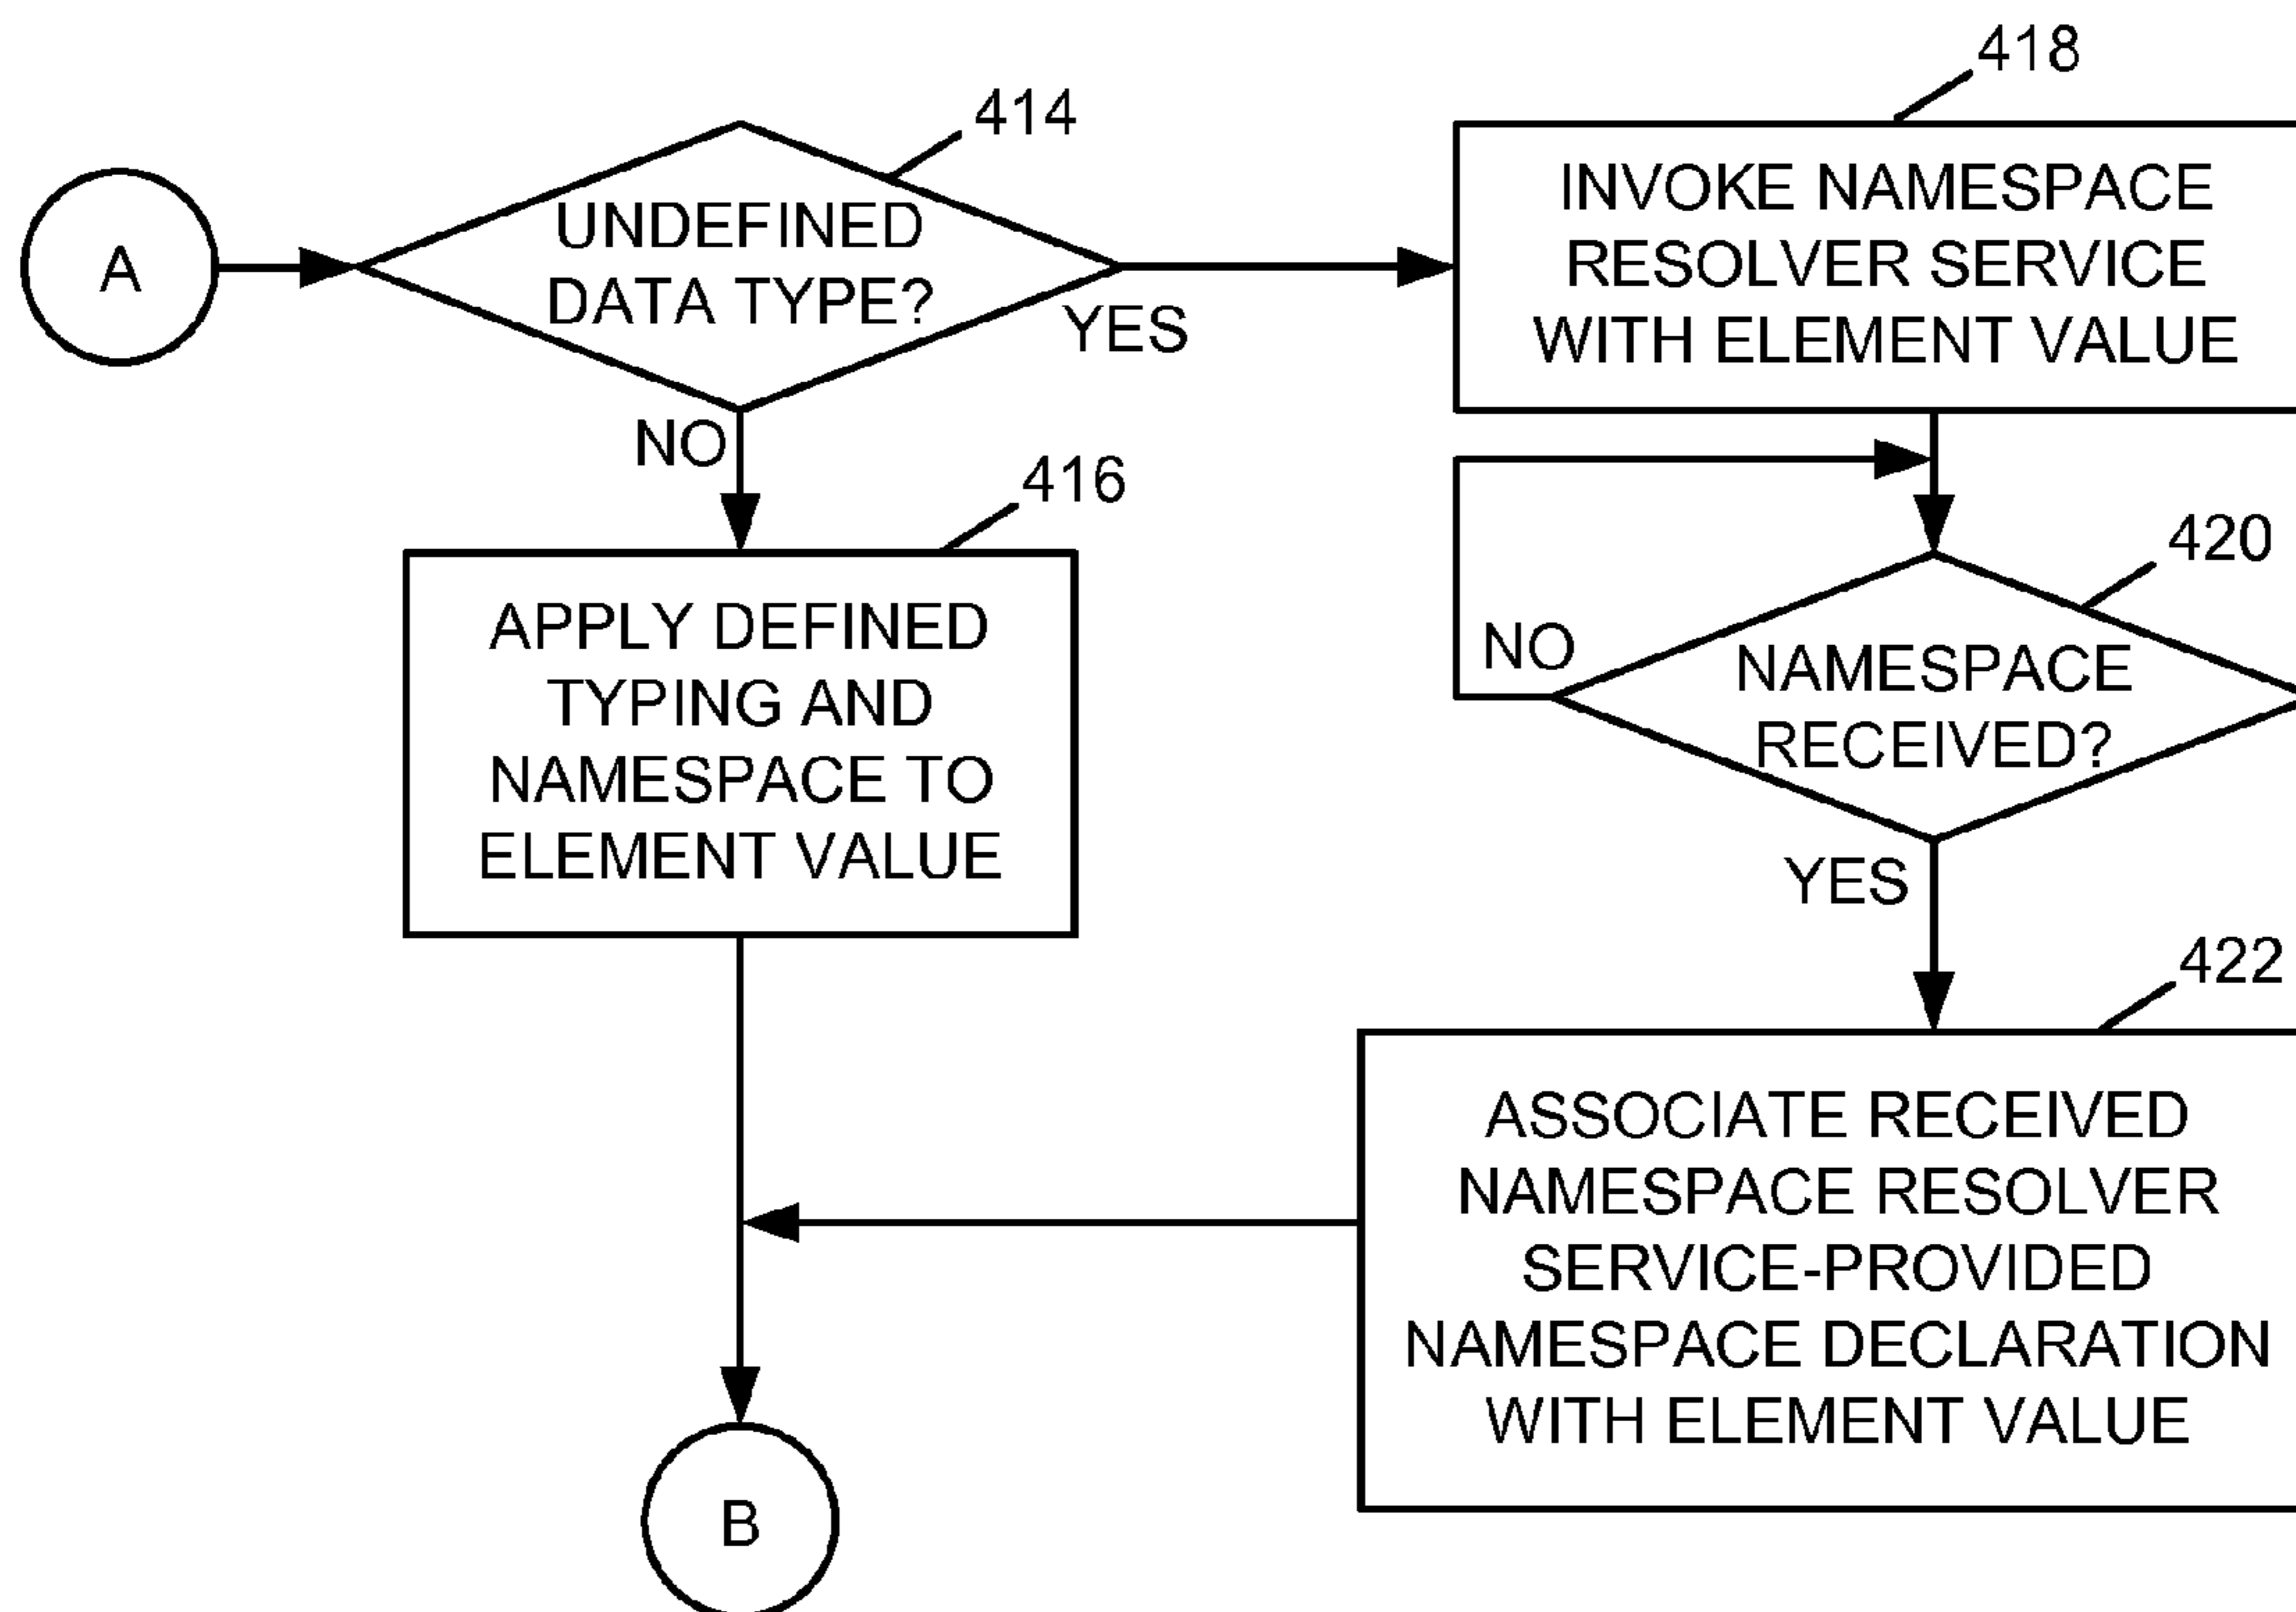 A
414
UNDEFINED
DATA TYPE?
YES
NO
418
INVOKE NAMESPACE
RESOLVER SERVICE
WITH ELEMENT VALUE
416
APPLY DEFINED
TYPING AND
NAMESPACE TO
ELEMENT VALUE
420
NO
NAMESPACE
RECEIVED?
YES
422
ASSOCIATE RECEIVED
NAMESPACE RESOLVER
SERVICE-PROVIDED
NAMESPACE DECLARATION
WITH ELEMENT VALUE
B